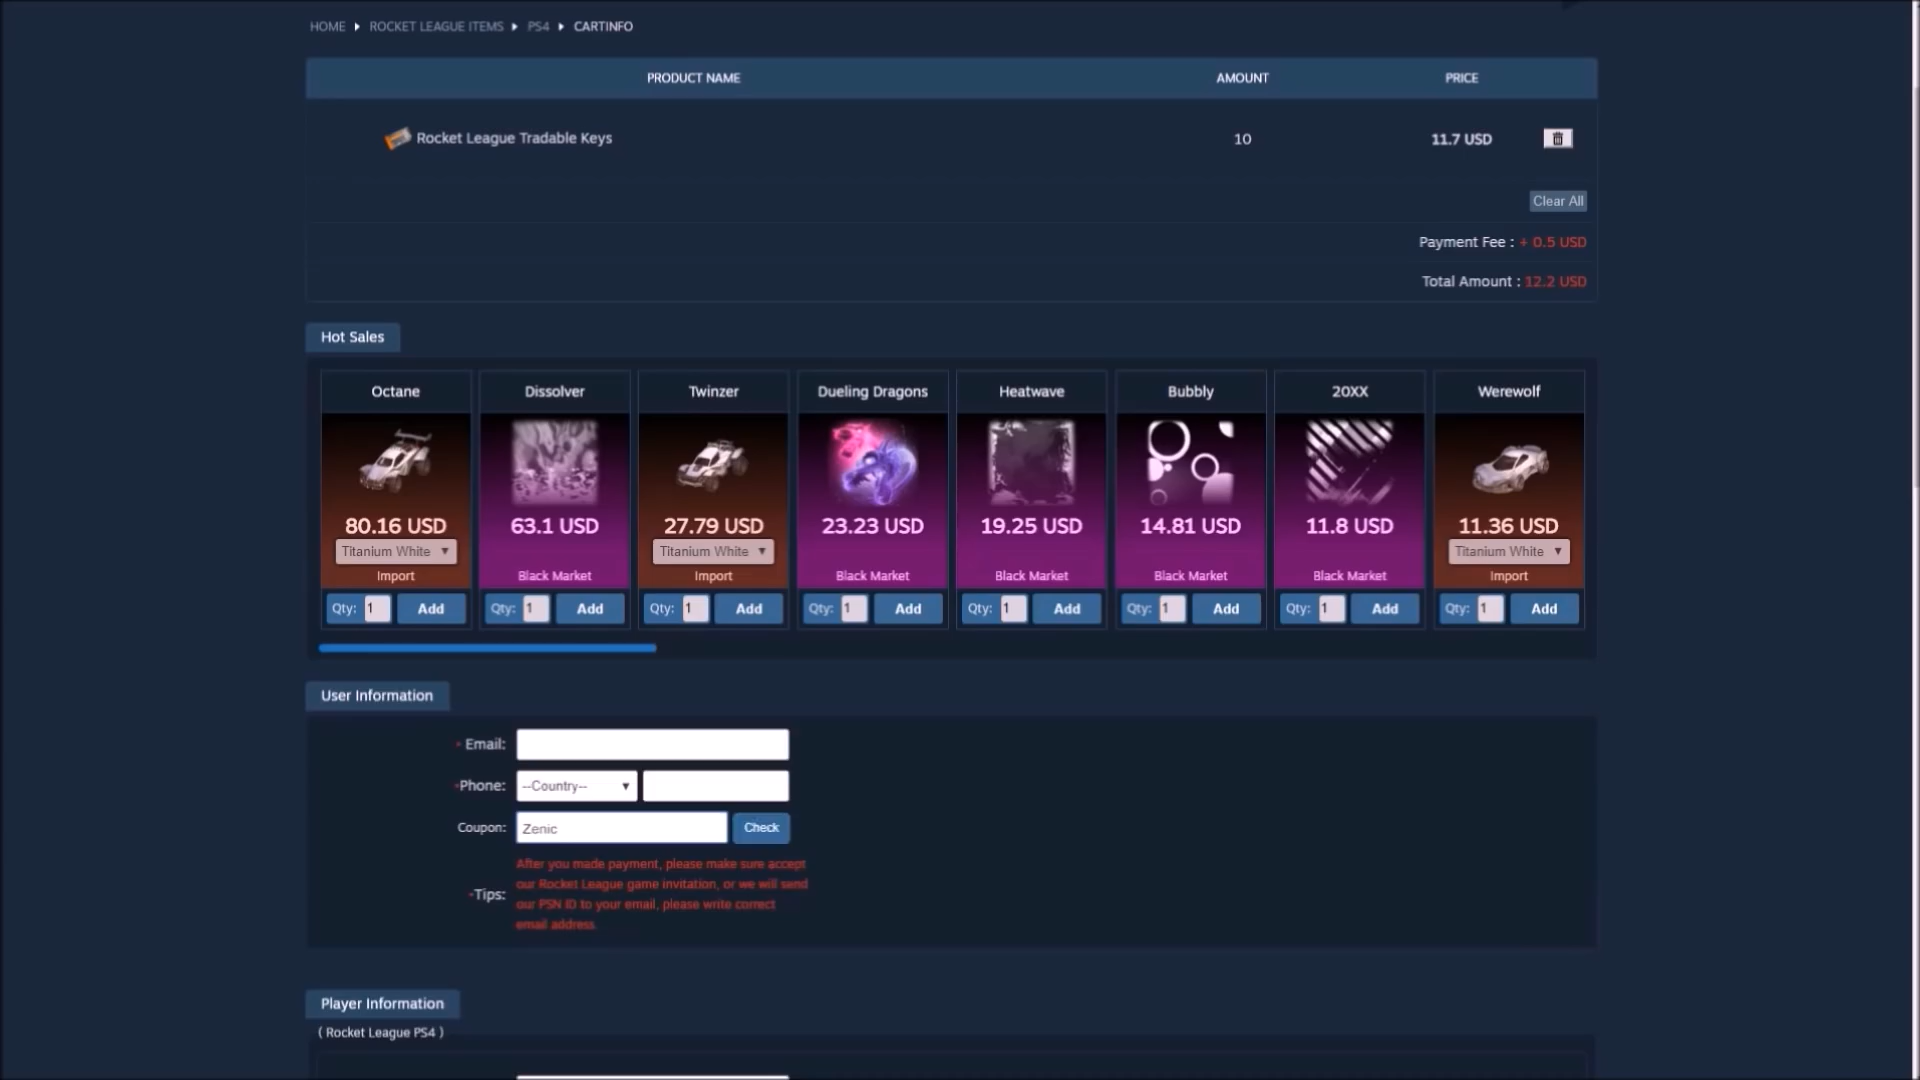 HOME ▸ ROCKET LEAGUE ITEMS ▸ PS4 ▸ CARTINFO
PRODUCT NAME AMOUNT PRICE
Rocket League Tradable Keys 10 11.7 USD
Clear All
Payment Fee : + 0.5 USD
Total Amount : 12.2 USD
Hot Sales
Octane Dissolver Twinzer Dueling Dragons Heatwave Bubbly 20XX Werewolf
80.16 USD 63.1 USD 27.79 USD 23.23 USD 19.25 USD 14.81 USD 11.8 USD 11.36 USD
Titanium White ▼ Titanium White ▼ Titanium White ▼
Import Black Market Import Black Market Black Market Black Market Black Market Import
Qty: 1 Add Qty: 1 Add Qty: 1 Add Qty: 1 Add Qty: 1 Add Qty: 1 Add Qty: 1 Add Qty: 1 Add
User Information
* Email:
*Phone: --Country-- ▼
Coupon: Zenic Check
*Tips: After you made payment, please make sure accept
our Rocket League game invitation, or we will send
our PSN ID to your email, please write correct
email address.
Player Information
( Rocket League PS4 )